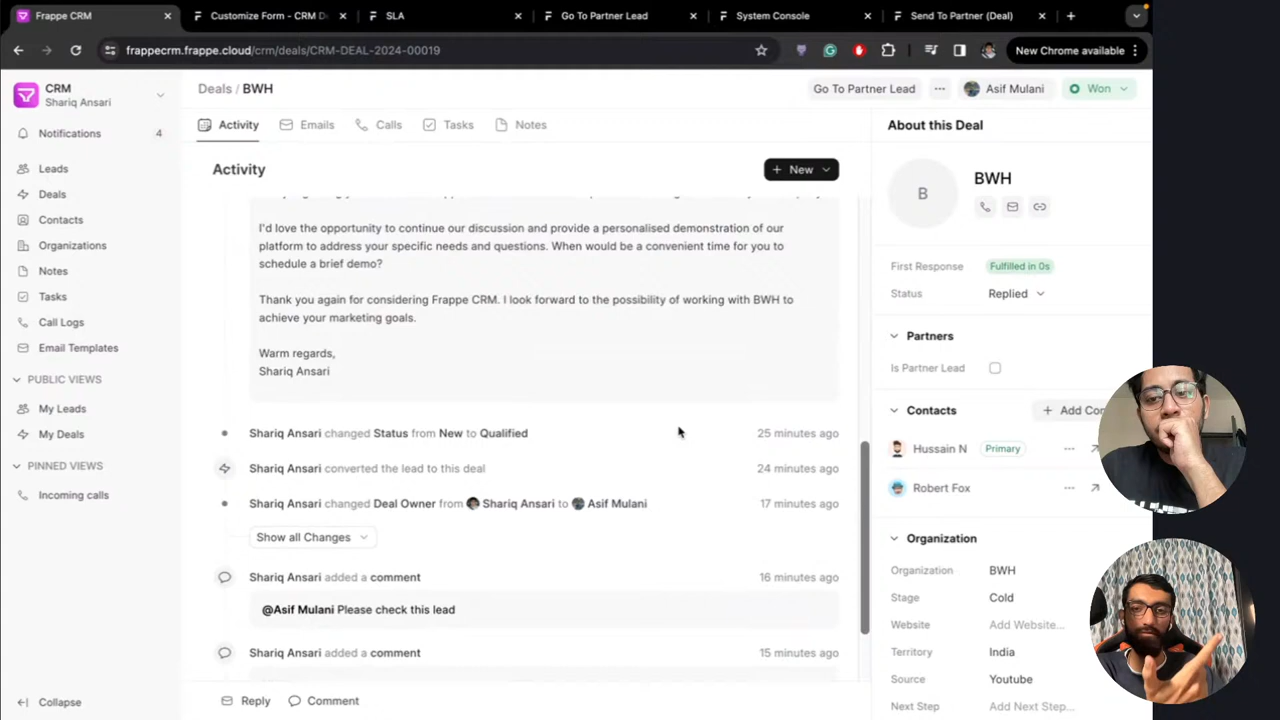 Frappe CRM
Customize Form - CRM D
SLA
Go To Partner Lead
System Console
Send To Partner (Deal)
frappecrm.frappe.cloud/crm/deals/CRM-DEAL-2024-00019
New Chrome available
CRM
Shariq Ansari
Notifications 4
Leads
Deals
Contacts
Organizations
Notes
Tasks
Call Logs
Email Templates
PUBLIC VIEWS
My Leads
My Deals
PINNED VIEWS
Incoming calls
Collapse
Deals / BWH
Go To Partner Lead
Asif Mulani
Won
Activity
Emails
Calls
Tasks
Notes
Activity
New
I'd love the opportunity to continue our discussion and provide a personalised demonstration of our
platform to address your specific needs and questions. When would be a convenient time for you to
schedule a brief demo?
Thank you again for considering Frappe CRM. I look forward to the possibility of working with BWH to
achieve your marketing goals.
Warm regards,
Shariq Ansari
Shariq Ansari changed Status from New to Qualified 25 minutes ago
Shariq Ansari converted the lead to this deal 24 minutes ago
Shariq Ansari changed Deal Owner from Shariq Ansari to Asif Mulani 17 minutes ago
Show all Changes
Shariq Ansari added a comment 16 minutes ago
@Asif Mulani Please check this lead
Shariq Ansari added a comment 15 minutes ago
Reply
Comment
About this Deal
B
BWH
First Response Fulfilled in 0s
Status Replied
Partners
Is Partner Lead
Contacts
Add Con
Hussain N Primary
Robert Fox
Organization
Organization BWH
Stage Cold
Website Add Website...
Territory India
Source Youtube
Next Step Add Next Step...